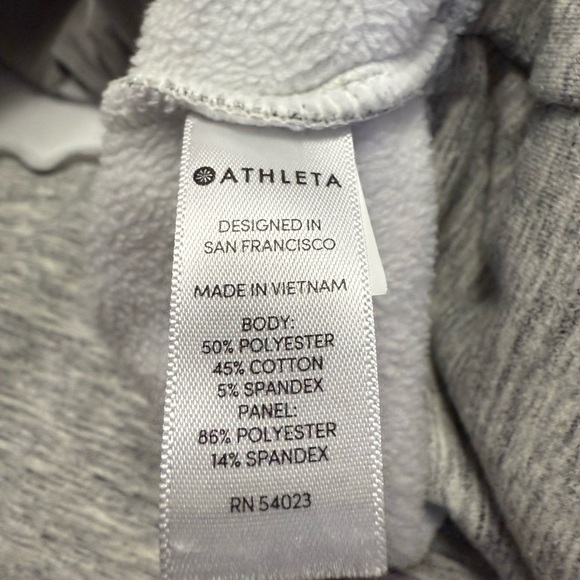 ATHLETA
DESIGNED IN
SAN FRANCISCO
MADE IN VIETNAM
BODY:
50% POLYESTER
45% COTTON
5% SPANDEX
PANEL:
86% POLYESTER
14% SPANDEX
RN 54023